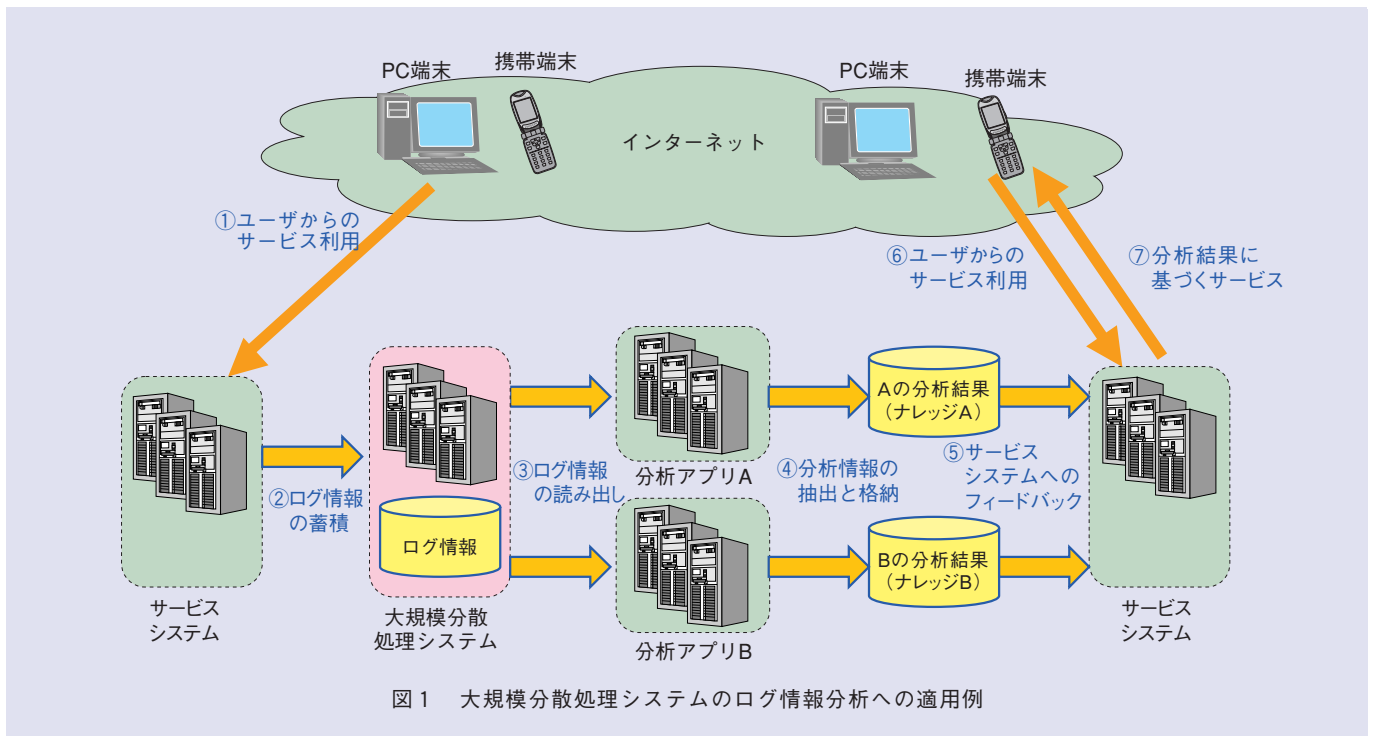 PC端末
携帯端末
PC端末
携帯端末
インターネット
①ユーザからの
サービス利用
⑥ユーザからの
サービス利用
⑦分析結果に
基づくサービス
②ログ情報
の蓄積
ログ情報
③ログ情報
の読み出し
分析アプリA
分析アプリB
④分析情報の
抽出と格納
Aの分析結果
（ナレッジA）
Bの分析結果
（ナレッジB）
⑤サービス
システムへの
フィードバック
サービス
システム
大規模分散
処理システム
サービス
システム
図1　大規模分散処理システムのログ情報分析への適用例